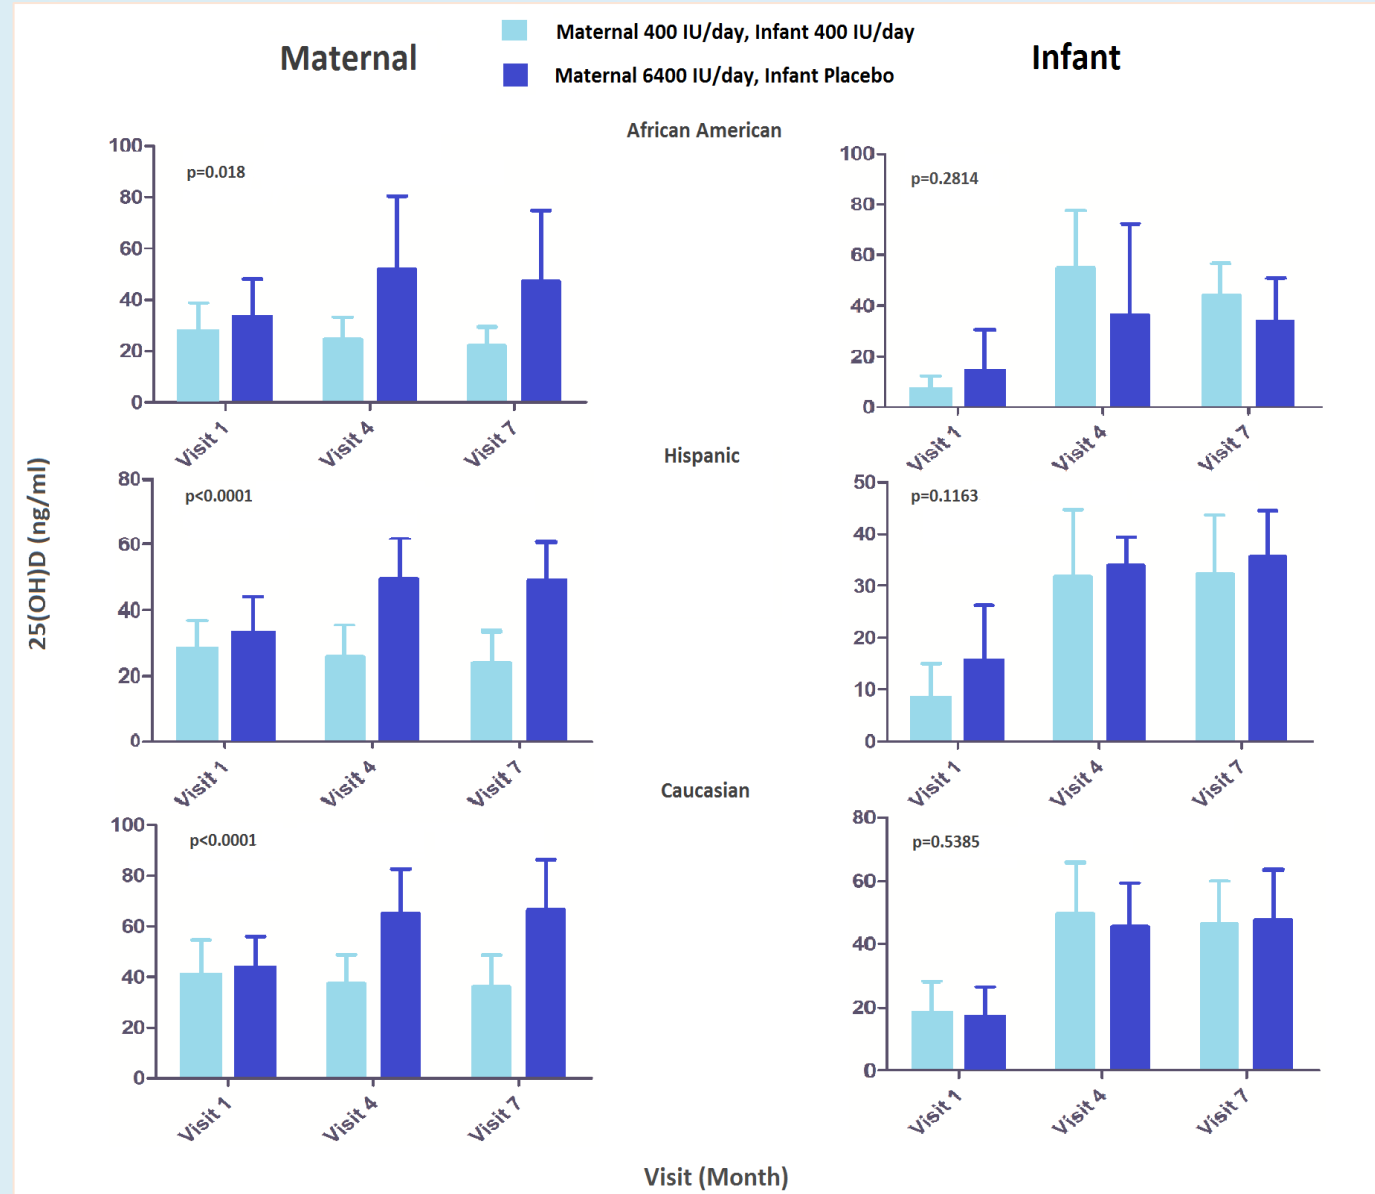 Maternal
Maternal 400 IU/day, Infant 400 IU/day
Maternal 6400 IU/day, Infant Placebo
Infant
African American
100
80
60
40
20
0
p=0.018
Visit 1
Visit 4
Visit 7
100
80
60
40
20
0
p=0.2814
Visit 1
Visit 4
Visit 7
Hispanic
25(OH)D (ng/ml)
80
60
40
20
0
p<0.0001
Visit 1
Visit 4
Visit 7
50
40
30
20
10
0
p=0.1163
Visit 1
Visit 4
Visit 7
Caucasian
100
80
60
40
20
0
p<0.0001
Visit 1
Visit 4
Visit 7
80
60
40
20
0
p=0.5385
Visit 1
Visit 4
Visit 7
Visit (Month)